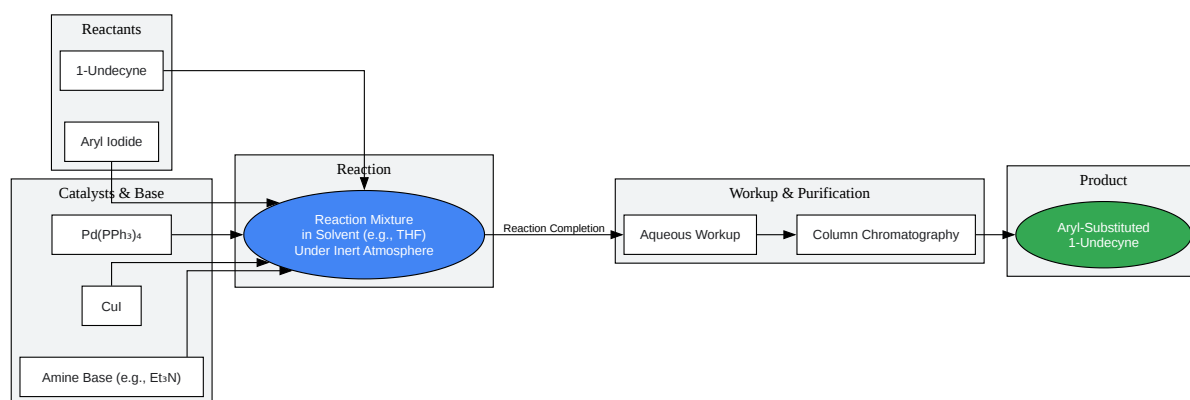 Reactants
1-Undecyne
Aryl Iodide
Catalysts & Base
Pd(PPh₃)₄
CuI
Amine Base (e.g., Et₃N)
Reaction
Reaction Mixture
in Solvent (e.g., THF)
Under Inert Atmosphere
Reaction Completion
Workup & Purification
Aqueous Workup
Column Chromatography
Product
Aryl-Substituted
1-Undecyne